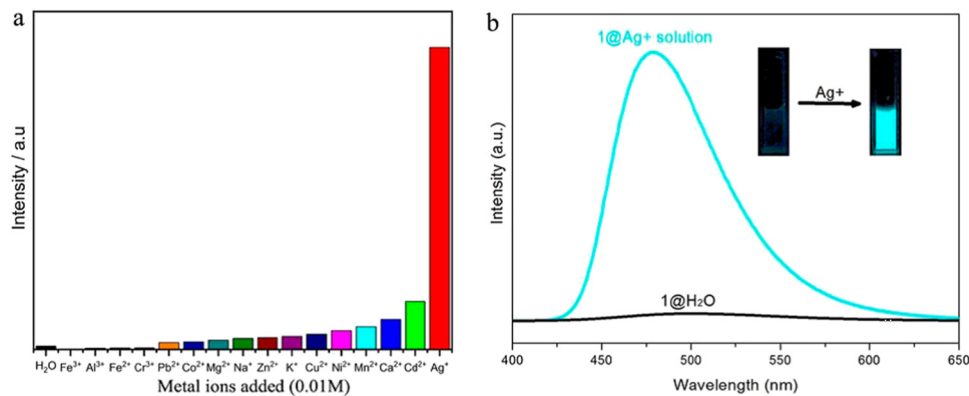 a
Intensity / a.u
H₂O Fe³⁺ Al³⁺ Fe²⁺ Cr³⁺ Pb²⁺ Co²⁺ Mg²⁺ Na⁺ Zn²⁺ K⁺ Cu²⁺ Ni²⁺ Mn²⁺ Ca²⁺ Cd²⁺ Ag⁺
Metal ions added (0.01M)
b
Intensity (a.u.)
1@Ag+ solution
Ag+
1@H₂O
400 450 500 550 600 650
Wavelength (nm)